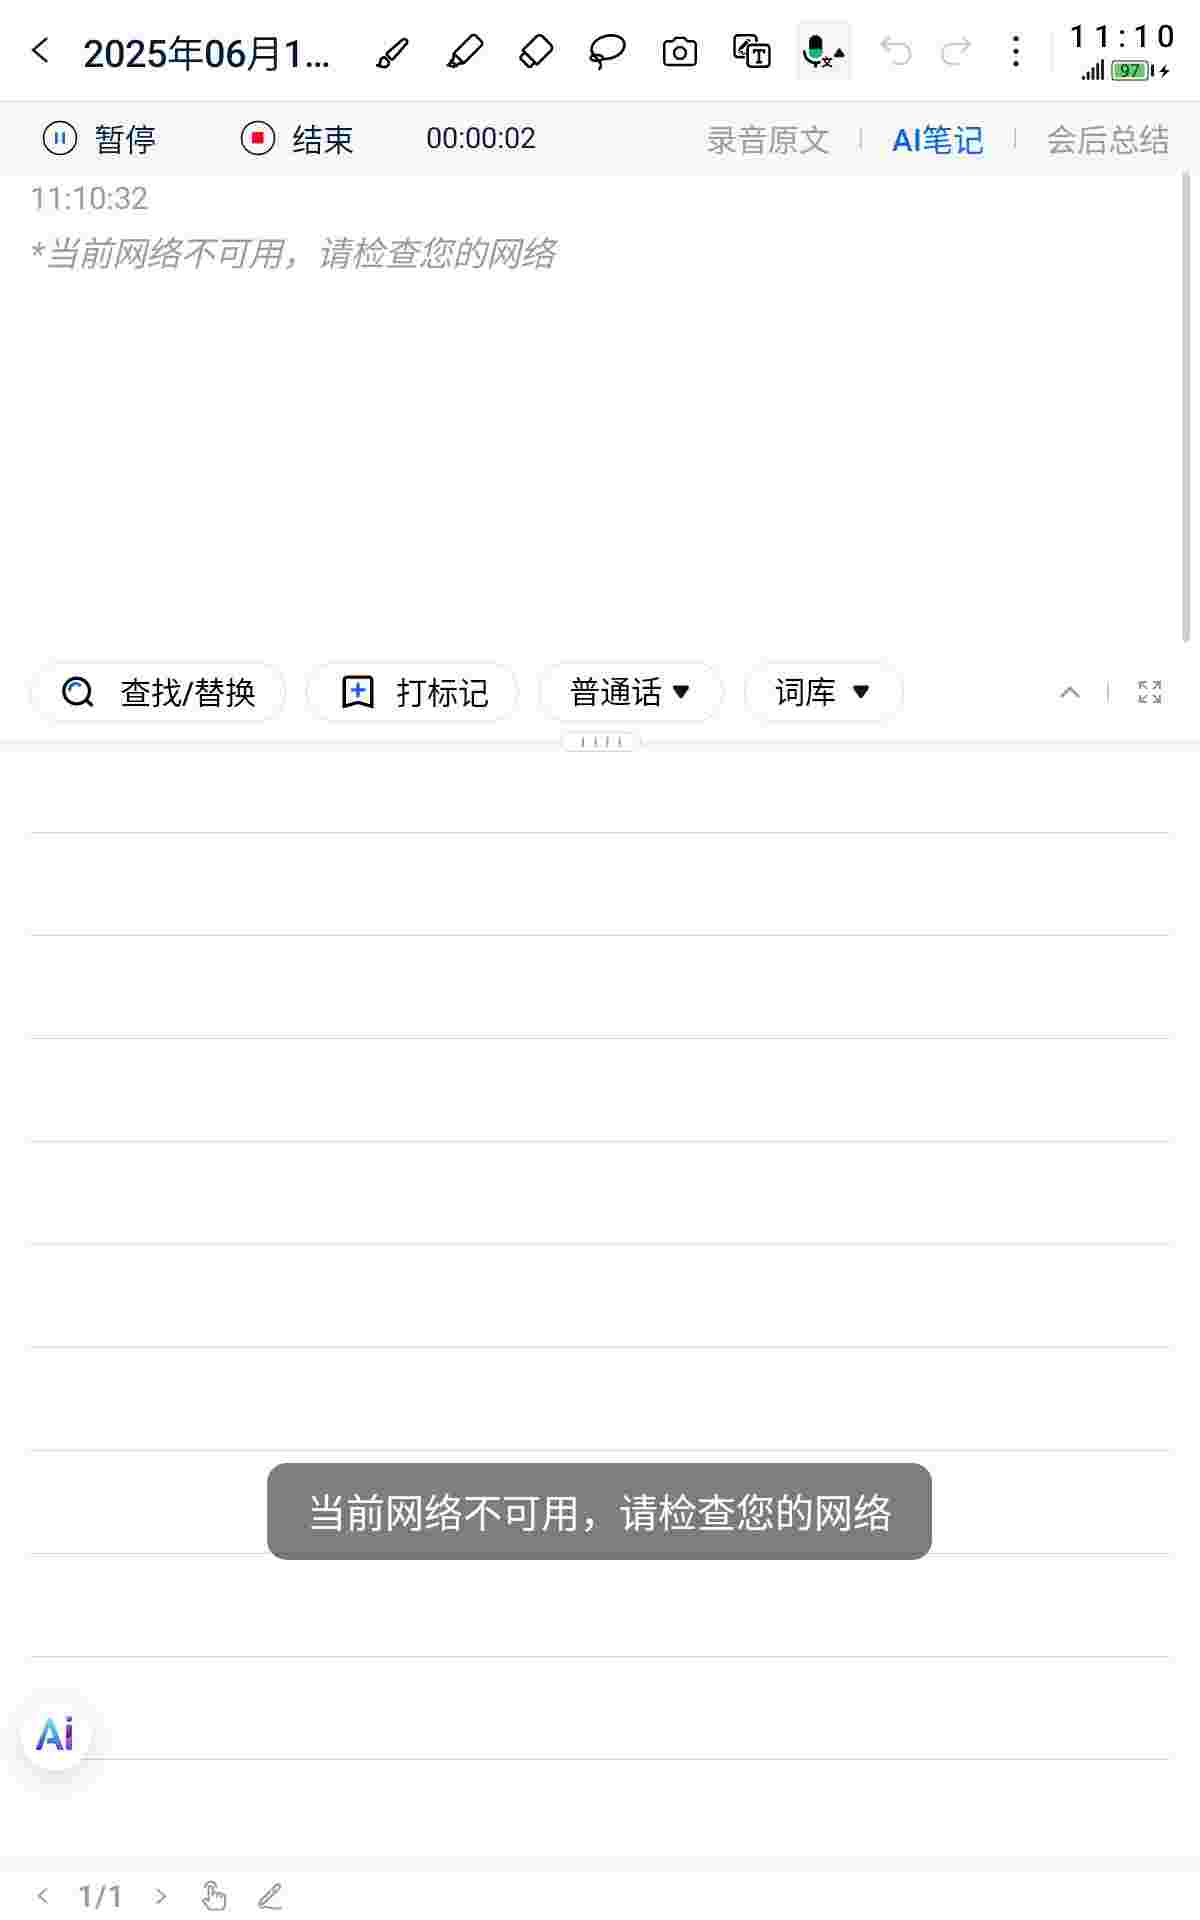 2025年06月1...
11:10
97
暂停
结束
00:00:02
录音原文
AI笔记
会后总结
11:10:32
*当前网络不可用，请检查您的网络
查找/替换
打标记
普通话
词库
当前网络不可用，请检查您的网络
Ai
1/1